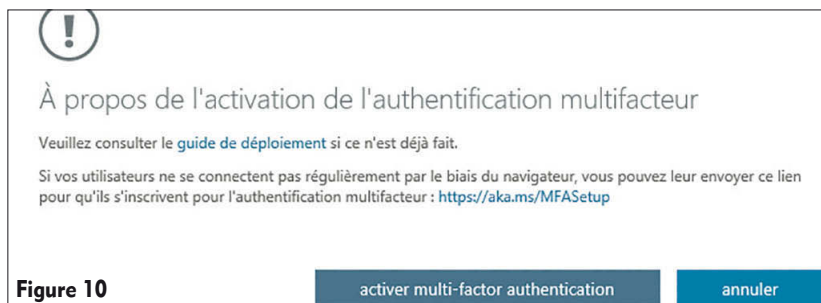 À propos de l'activation de l'authentification multifacteur
Veuillez consulter le guide de déploiement si ce n'est déjà fait.
Si vos utilisateurs ne se connectent pas régulièrement par le biais du navigateur, vous pouvez leur envoyer ce lien
pour qu'ils s'inscrivent pour l'authentification multifacteur : https://aka.ms/MFASetup
Figure 10
activer multi-factor authentication
annuler